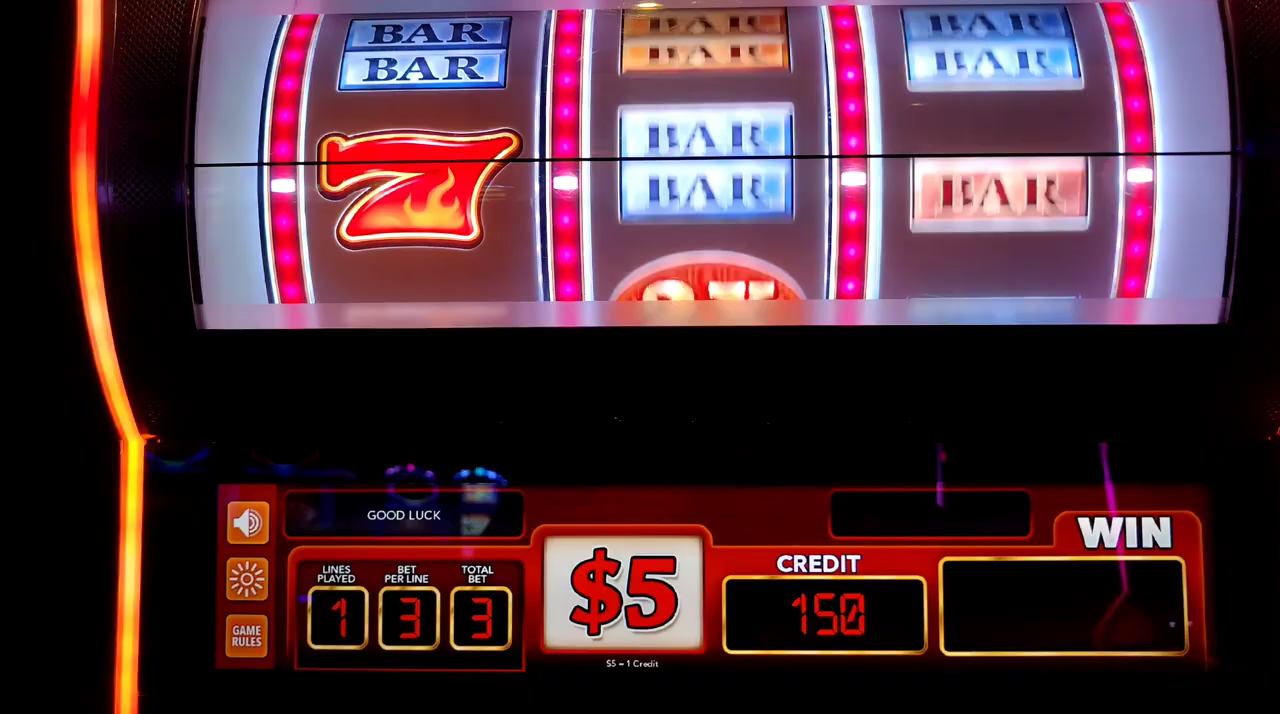 BAR
BAR
BAR
BAR
BAR
BAR
7
BAR
BAR
BAR
GOOD LUCK
WIN
LINES PLAYED
BET PER LINE
TOTAL BET
$5
CREDIT
1
3
3
150
GAME
RULES
$5 = 1 Credit